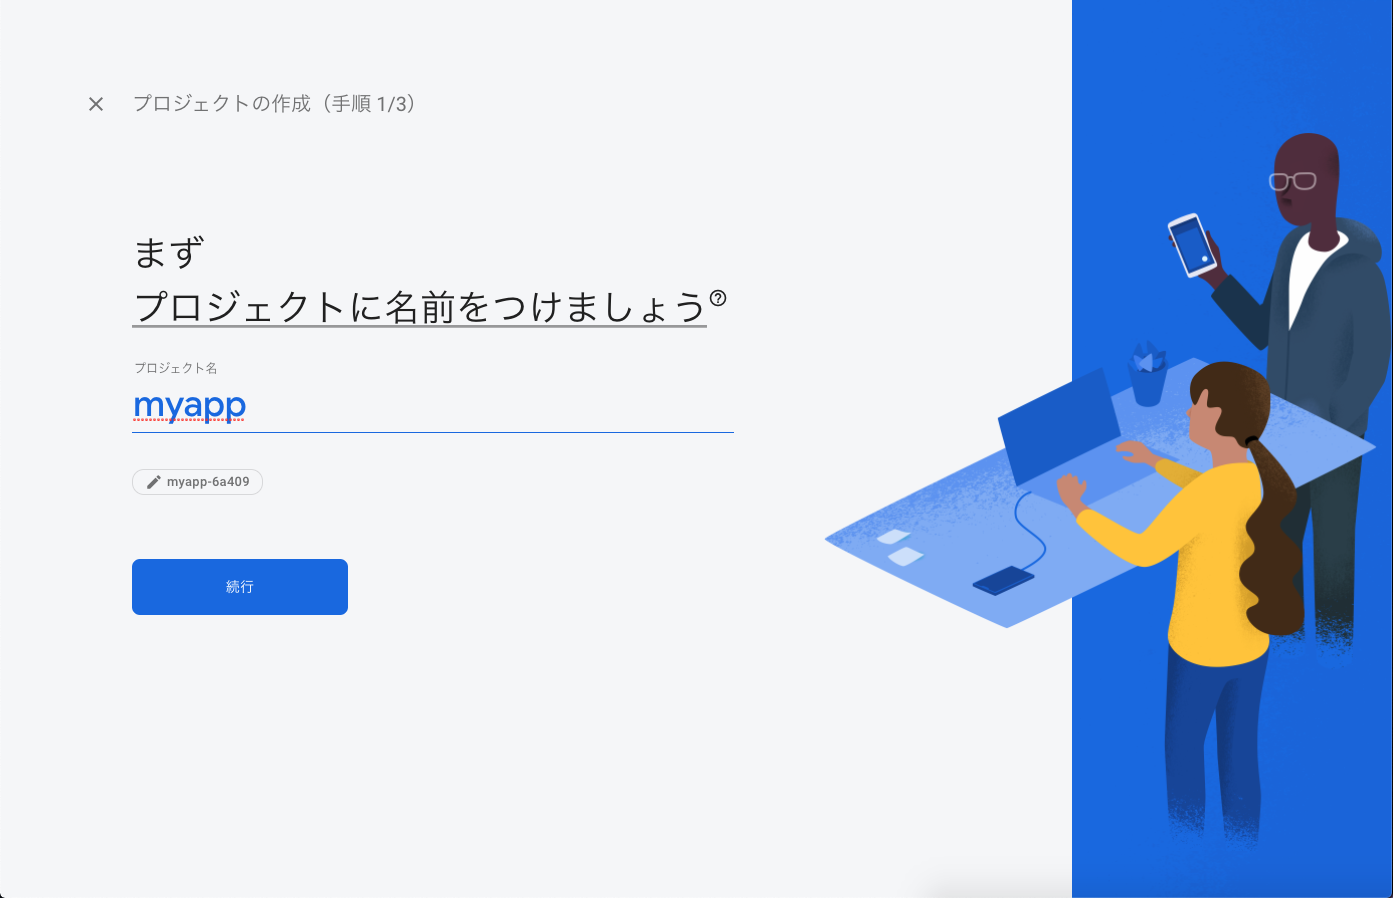 プロジェクトの作成（手順 1/3）
まず
プロジェクトに名前をつけましょう
プロジェクト名
myapp
myapp-6a409
続行